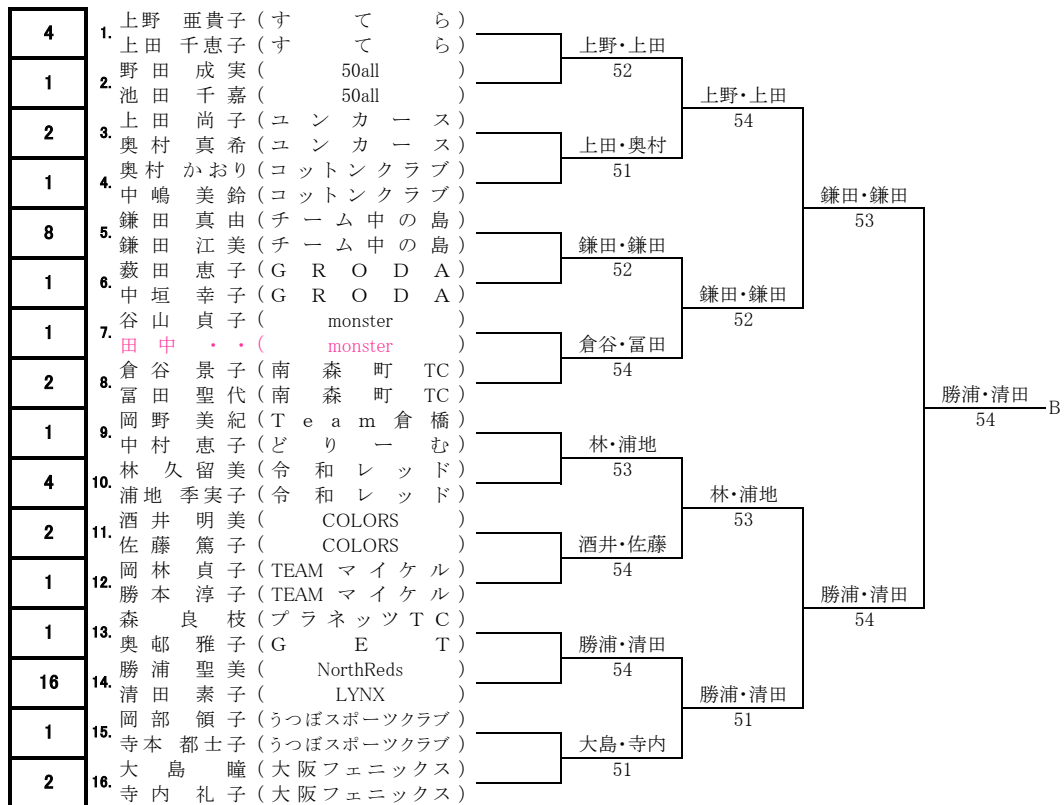 4 1. 上野 亜貴子 (すてら)
上田 千恵子 (すてら)
1 2. 野田 成実 (50all)
池田 千嘉 (50all)
2 3. 上田 尚子 (ユンカース)
奥村 真希 (ユンカース)
1 4. 奥村 かおり (コットンクラブ)
中嶋 美鈴 (コットンクラブ)
8 5. 鎌田 真由 (チーム中の島)
鎌田 江美 (チーム中の島)
1 6. 薮田 恵子 (GRODA)
中垣 幸子 (GRODA)
1 7. 谷山 貞子 (monster)
田中 ・・ (monster)
2 8. 倉谷 景子 (南森町TC)
冨田 聖代 (南森町TC)
1 9. 岡野 美紀 (Team倉橋)
中村 恵子 (どりーむ)
4 10. 林 久留美 (令和レッド)
浦地 季実子 (令和レッド)
2 11. 酒井 明美 (COLORS)
佐藤 篤子 (COLORS)
1 12. 岡林 貞子 (TEAMマイケル)
勝本 淳子 (TEAMマイケル)
1 13. 森 良枝 (プラネッツTC)
奥邨 雅子 (GET)
16 14. 勝浦 聖美 (NorthReds)
清田 素子 (LYNX)
1 15. 岡部 領子 (うつぼスポーツクラブ)
寺本 都士子 (うつぼスポーツクラブ)
2 16. 大島 瞳 (大阪フェニックス)
寺内 礼子 (大阪フェニックス)
上野・上田
52
上田・奥村
51
鎌田・鎌田
52
倉谷・冨田
54
林・浦地
53
酒井・佐藤
54
勝浦・清田
54
大島・寺内
51
上野・上田
54
鎌田・鎌田
52
林・浦地
53
勝浦・清田
51
鎌田・鎌田
53
勝浦・清田
54
勝浦・清田
54
B